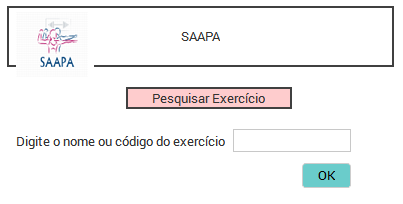 SAAPA
SAAPA
Pesquisar Exercício
Digite o nome ou código do exercício
OK